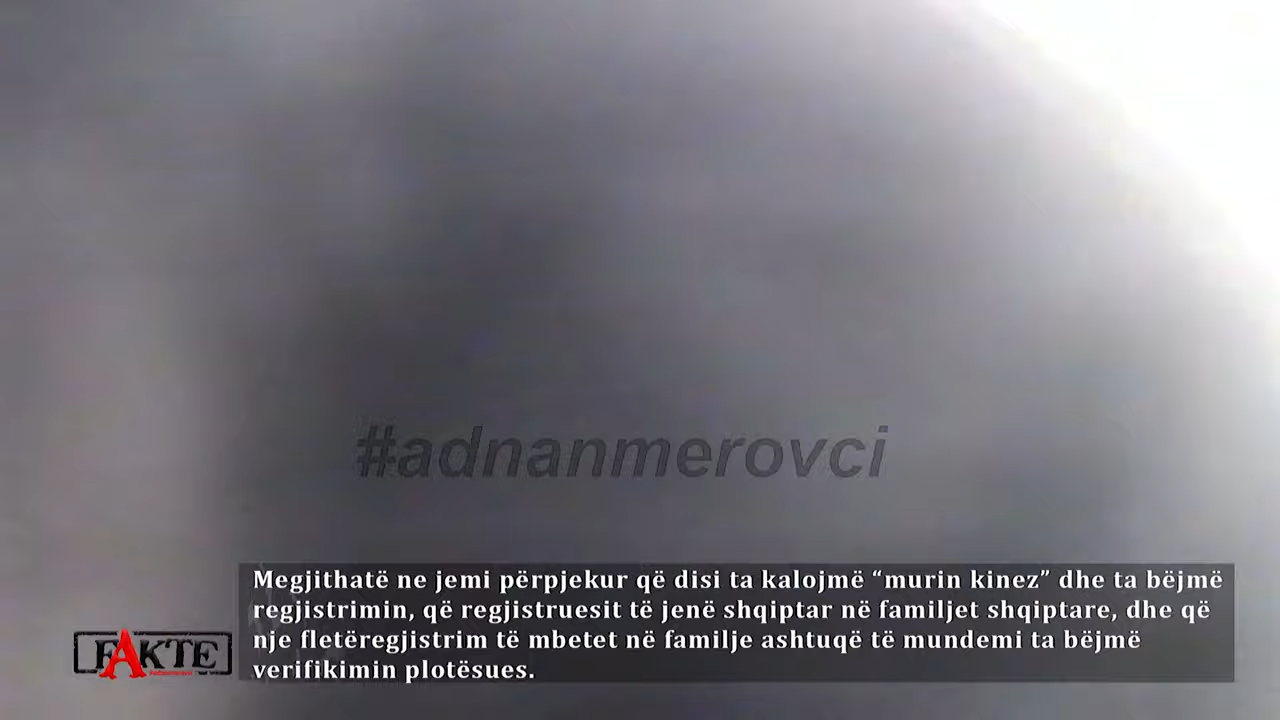 #adnanmerovci
Megjithatë ne jemi përpjekur që disi ta kalojmë “murin kinez” dhe ta bëjmë
regjistrimin, që regjistruesit të jenë shqiptar në familjet shqiptare, dhe që
nje fletëregjistrim të mbetet në familje ashtuqë të mundemi ta bëjmë
verifikimin plotësues.
FAKTE